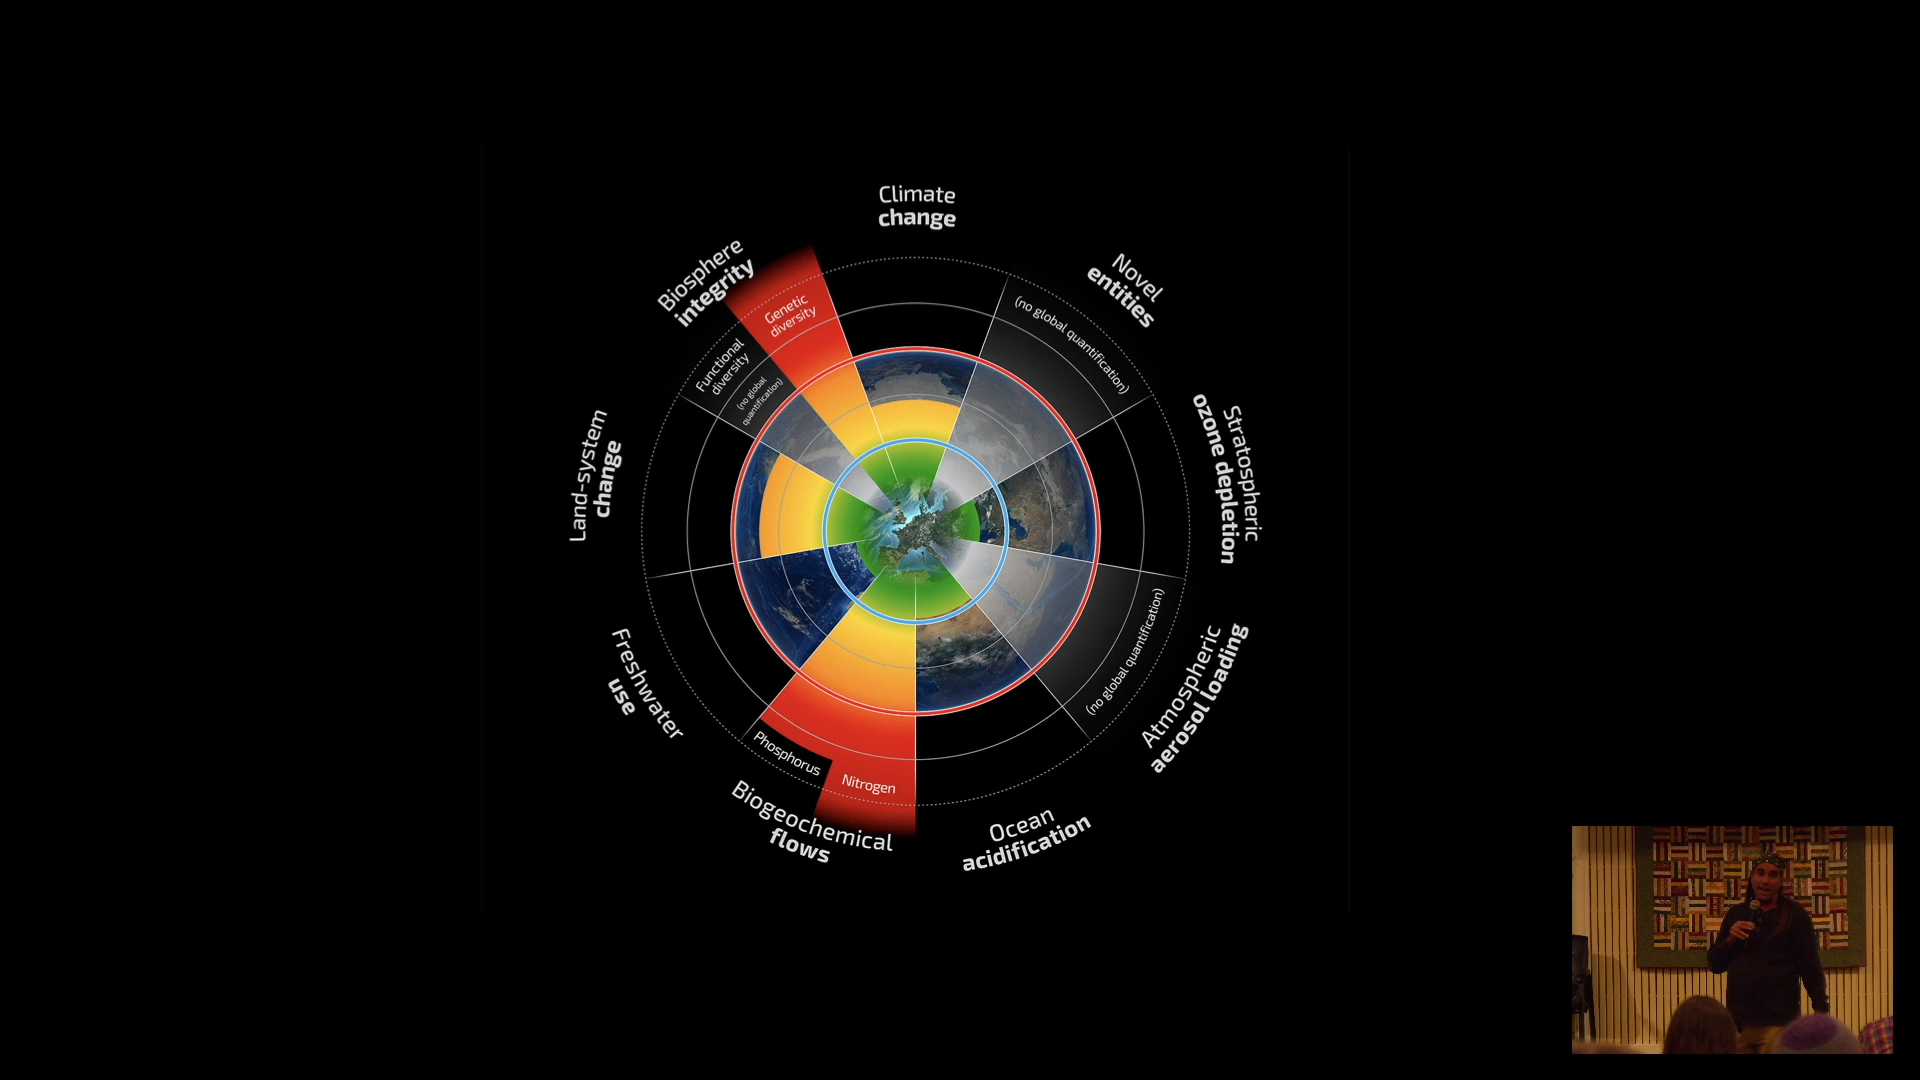 Climate
change
Novel
entities
(no global quantification)
Stratospheric
ozone depletion
Atmospheric
aerosol loading
(no global quantification)
Ocean
acidification
Biogeochemical
flows
Phosphorus
Nitrogen
Freshwater
use
Land-system
change
Biosphere
integrity
Functional
diversity
(no global
quantification)
Genetic
diversity